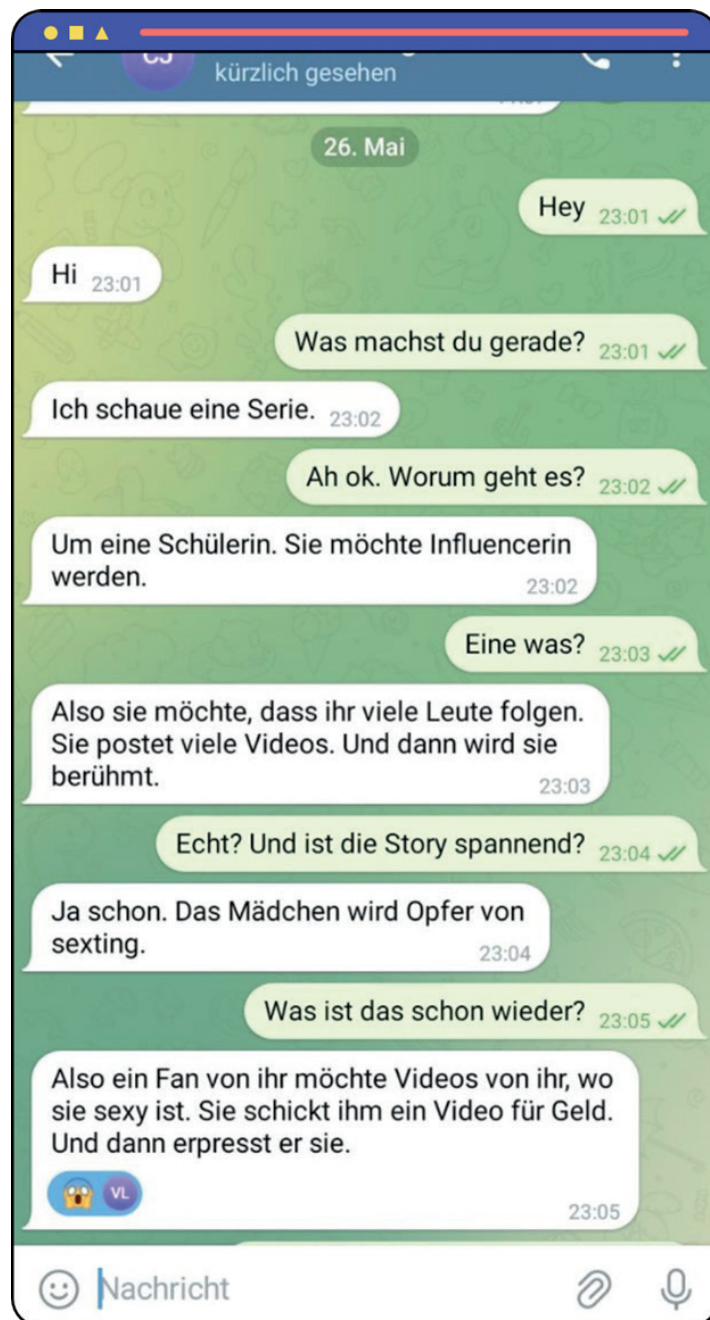 CJ
kürzlich gesehen
26. Mai
Hey 23:01
Hi 23:01
Was machst du gerade? 23:01
Ich schaue eine Serie. 23:02
Ah ok. Worum geht es? 23:02
Um eine Schülerin. Sie möchte Influencerin
werden. 23:02
Eine was? 23:03
Also sie möchte, dass ihr viele Leute folgen.
Sie postet viele Videos. Und dann wird sie
berühmt. 23:03
Echt? Und ist die Story spannend? 23:04
Ja schon. Das Mädchen wird Opfer von
sexting. 23:04
Was ist das schon wieder? 23:05
Also ein Fan von ihr möchte Videos von ihr, wo
sie sexy ist. Sie schickt ihm ein Video für Geld.
Und dann erpresst er sie.
VL 23:05
Nachricht